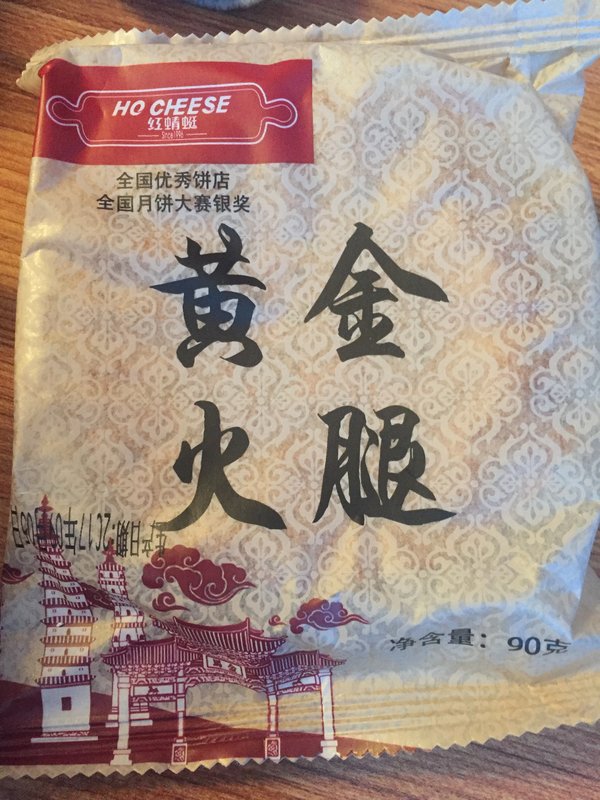 HO CHEESE
红蜻蜓
Since1996
全国优秀饼店
全国月饼大赛银奖
黄金
火腿
净含量：90克